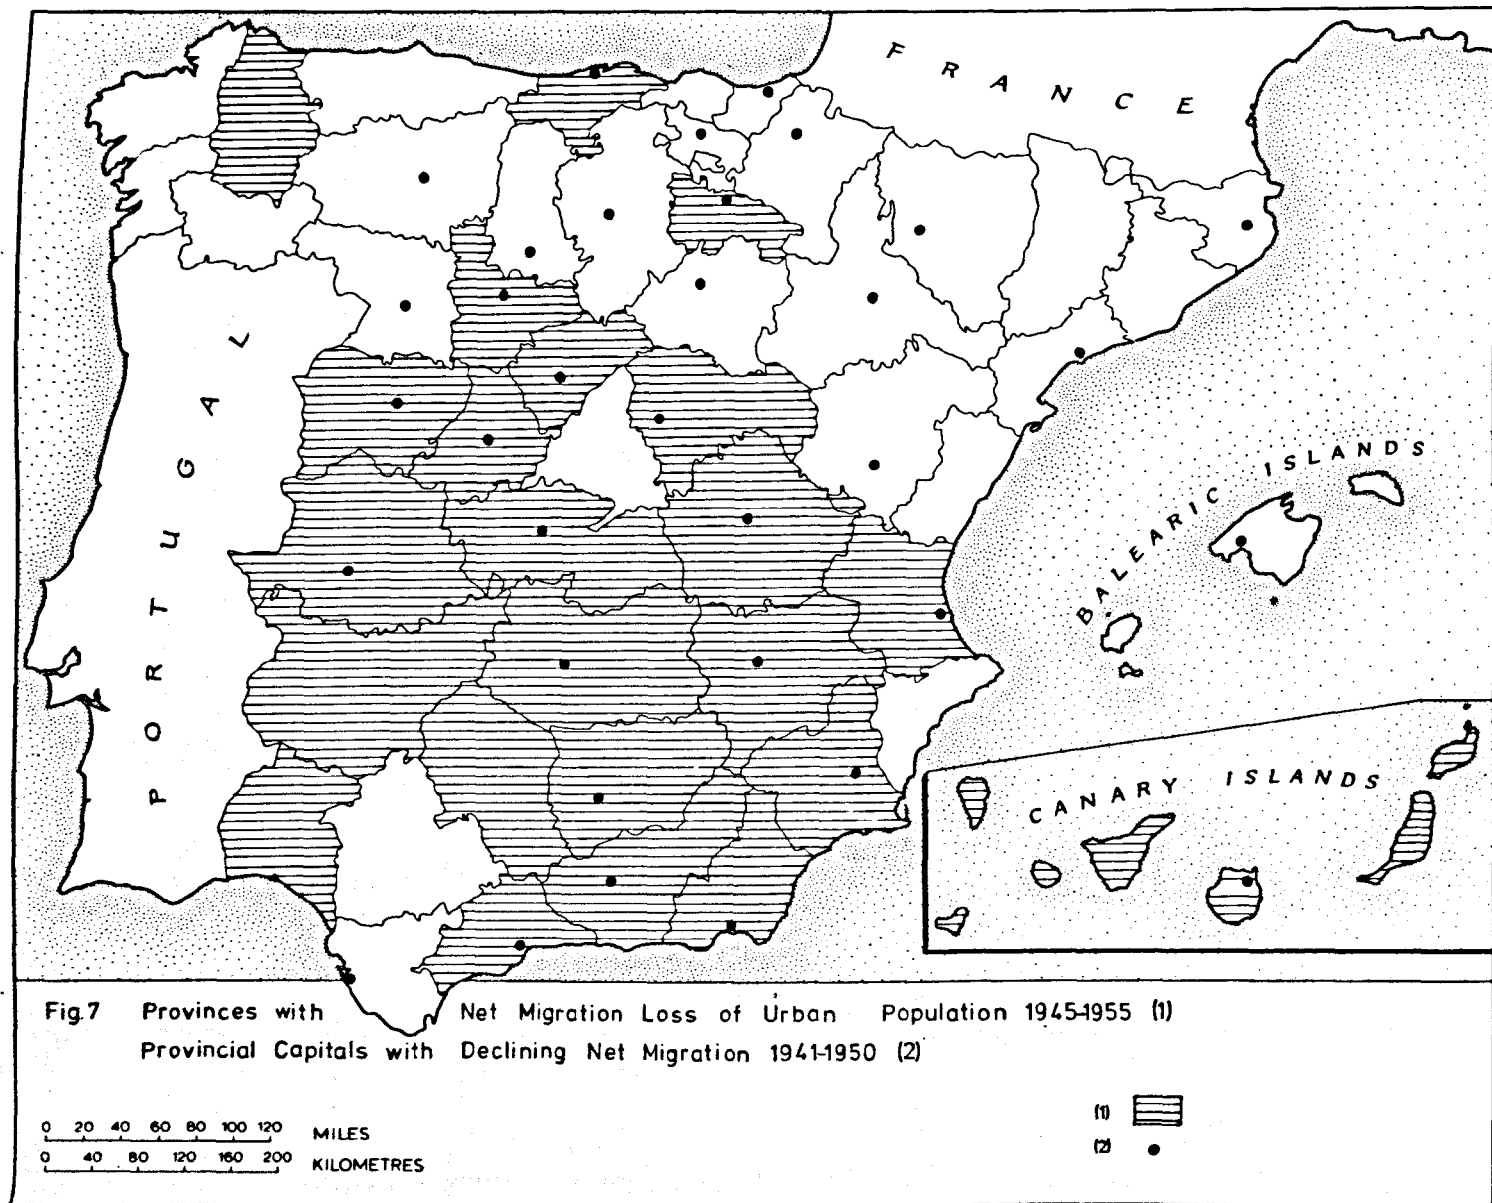 FRANCE
PORTUGAL
BALEARIC ISLANDS
CANARY ISLANDS
Fig.7 Provinces with Net Migration Loss of Urban Population 1945-1955 (1)
Provincial Capitals with Declining Net Migration 1941-1950 (2)
0 20 40 60 80 100 120 MILES
0 40 80 120 160 200 KILOMETRES
(1)
(2)